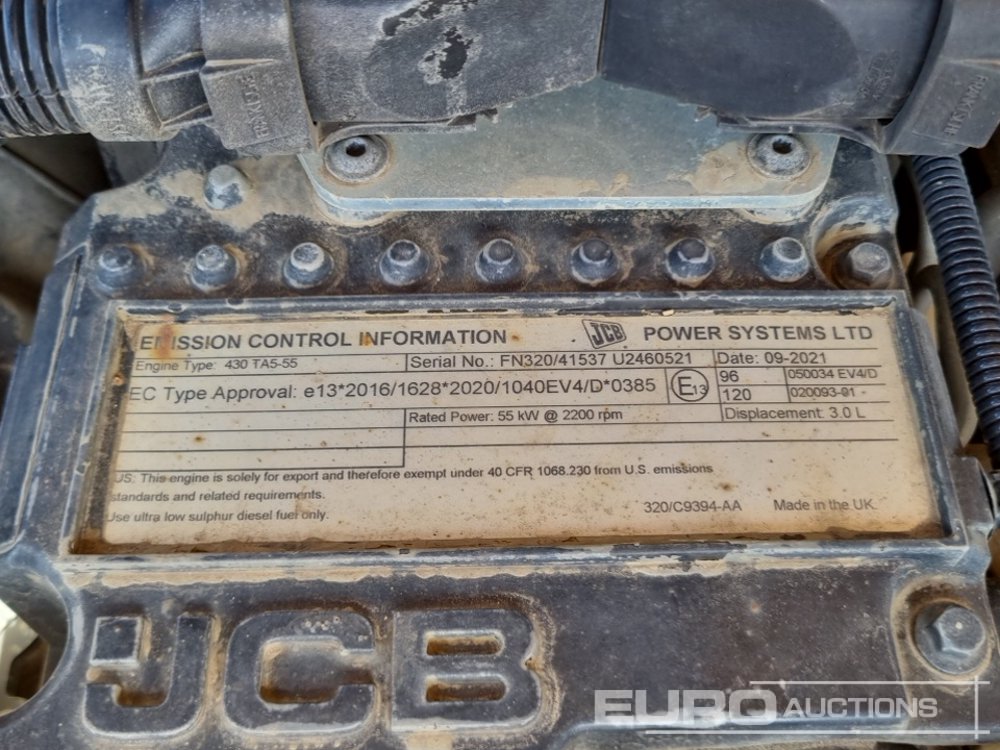 EMISSION CONTROL INFORMATION JCB POWER SYSTEMS LTD
Engine Type: 430 TA5-55 Serial No.: FN320/41537 U2460521 Date: 09-2021
EC Type Approval: e13*2016/1628*2020/1040EV4/D*0385 E13 96 050034 EV4/D
120 020093-01 -
Rated Power: 55 kW @ 2200 rpm Displacement: 3.0 L
US: This engine is solely for export and therefore exempt under 40 CFR 1068.230 from U.S. emissions
standards and related requirements.
Use ultra low sulphur diesel fuel only. 320/C9394-AA Made in the UK.
JCB
EURO AUCTIONS